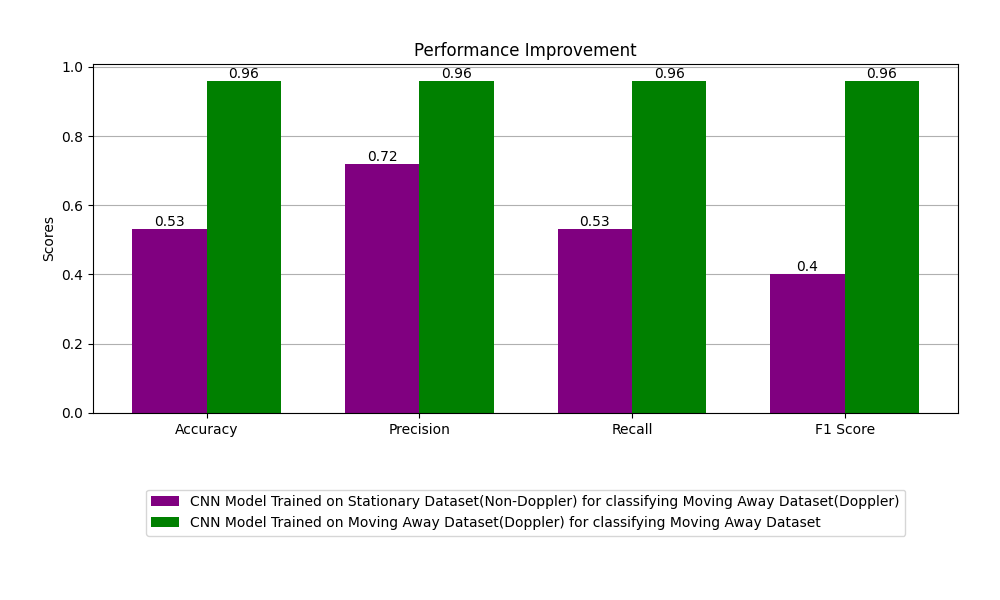 Performance Improvement
1.0
0.8
0.6
0.4
0.2
0.0
Scores
0.53
0.96
0.72
0.96
0.53
0.96
0.4
0.96
Accuracy
Precision
Recall
F1 Score
CNN Model Trained on Stationary Dataset(Non-Doppler) for classifying Moving Away Dataset(Doppler)
CNN Model Trained on Moving Away Dataset(Doppler) for classifying Moving Away Dataset